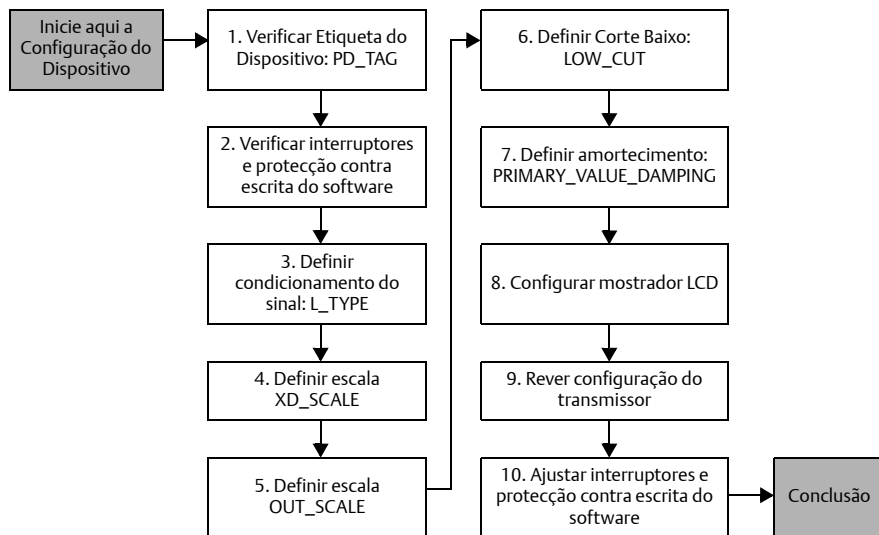 Inicie aqui a
Configuração do
Dispositivo
1. Verificar Etiqueta do
Dispositivo: PD_TAG
2. Verificar interruptores
e protecção contra
escrita do software
3. Definir
condicionamento do
sinal: L_TYPE
4. Definir escala
XD_SCALE
5. Definir escala
OUT_SCALE
6. Definir Corte Baixo:
LOW_CUT
7. Definir amortecimento:
PRIMARY_VALUE_DAMPING
8. Configurar mostrador LCD
9. Rever configuração do
transmissor
10. Ajustar interruptores e
protecção contra escrita do
software
Conclusão